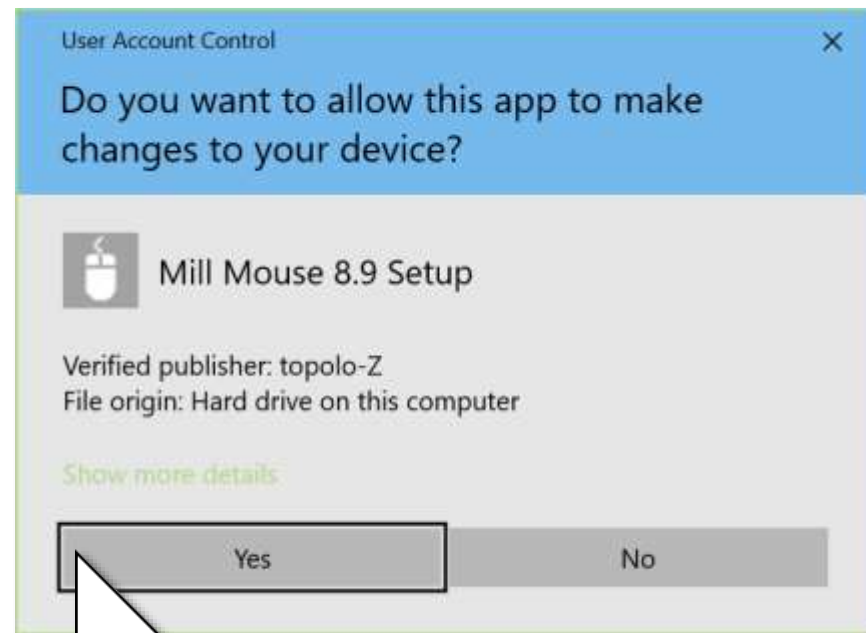 User Account Control
Do you want to allow this app to make
changes to your device?
Mill Mouse 8.9 Setup
Verified publisher: topolo-Z
File origin: Hard drive on this computer
Show more details
Yes
No